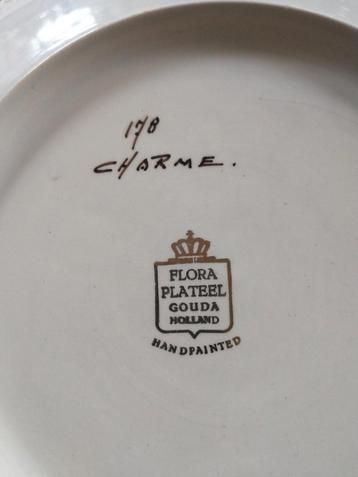 178
CHARME.
FLORA
PLATEEL
GOUDA
HOLLAND
HANDPAINTED